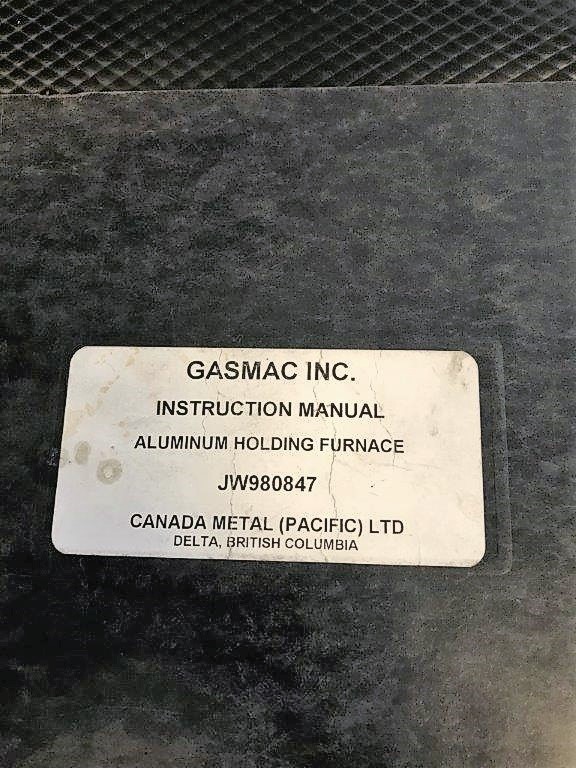 GASMAC INC.
INSTRUCTION MANUAL
ALUMINUM HOLDING FURNACE
JW980847
CANADA METAL (PACIFIC) LTD
DELTA, BRITISH COLUMBIA